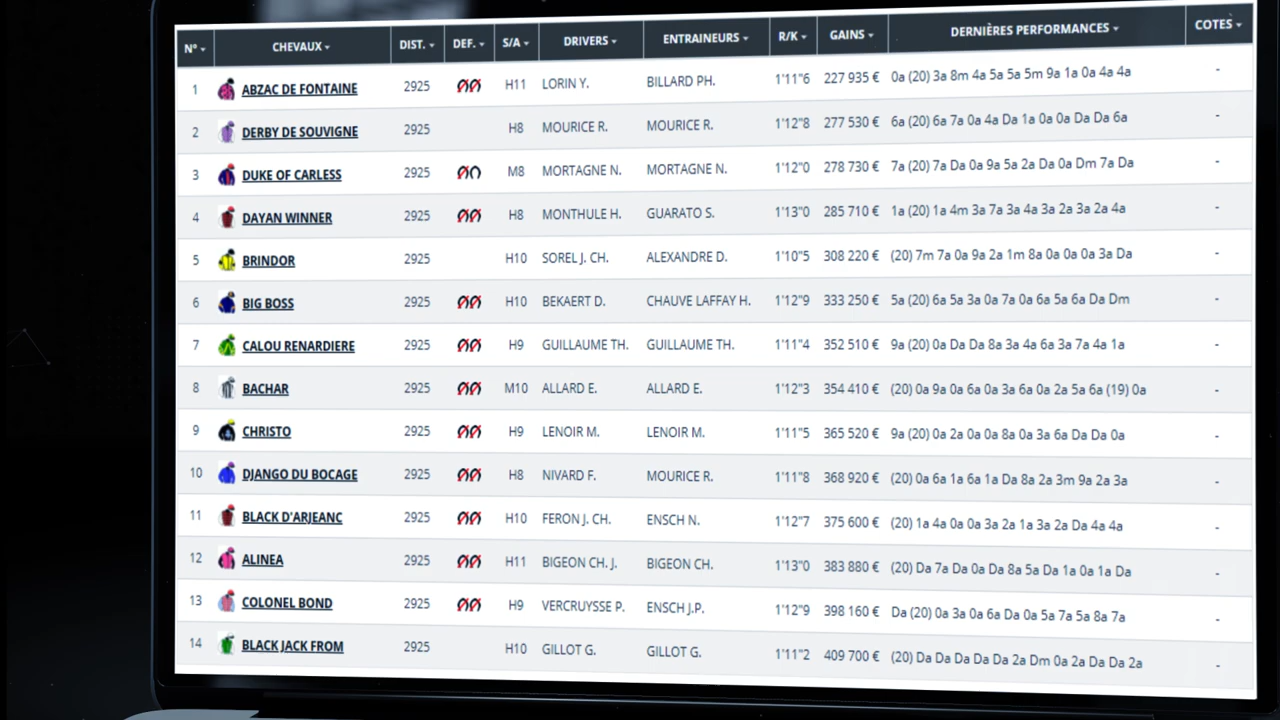 Nº CHEVAUX DIST. DEF. S/A DRIVERS ENTRAINEURS R/K GAINS DERNIÈRES PERFORMANCES COTES
1 ABZAC DE FONTAINE 2925 H11 LORIN Y. BILLARD PH. 1'11"6 227 935 € 0a (20) 3a 8m 4a 5a 5a 5m 9a 1a 0a 4a 4a -
2 DERBY DE SOUVIGNE 2925 H8 MOURICE R. MOURICE R. 1'12"8 277 530 € 6a (20) 6a 7a 0a 4a Da 1a 0a 0a Da Da 6a -
3 DUKE OF CARLESS 2925 M8 MORTAGNE N. MORTAGNE N. 1'12"0 278 730 € 7a (20) 7a Da 0a 9a 5a 2a Da 0a Dm 7a Da -
4 DAYAN WINNER 2925 H8 MONTHULE H. GUARATO S. 1'13"0 285 710 € 1a (20) 1a 4m 3a 7a 3a 4a 3a 2a 3a 2a 4a -
5 BRINDOR 2925 H10 SOREL J. CH. ALEXANDRE D. 1'10"5 308 220 € (20) 7m 7a 0a 9a 2a 1m 8a 0a 0a 0a 3a Da -
6 BIG BOSS 2925 H10 BEKAERT D. CHAUVE LAFFAY H. 1'12"9 333 250 € 5a (20) 6a 5a 3a 0a 7a 0a 6a 5a 6a Da Dm -
7 CALOU RENARDIERE 2925 H9 GUILLAUME TH. GUILLAUME TH. 1'11"4 352 510 € 9a (20) 0a Da Da 8a 3a 4a 6a 3a 7a 4a 1a -
8 BACHAR 2925 M10 ALLARD E. ALLARD E. 1'12"3 354 410 € (20) 0a 9a 0a 6a 0a 3a 6a 0a 2a 5a 6a (19) 0a -
9 CHRISTO 2925 H9 LENOIR M. LENOIR M. 1'11"5 365 520 € 9a (20) 0a 2a 0a 0a 8a 0a 3a 6a Da Da 0a -
10 DJANGO DU BOCAGE 2925 H8 NIVARD F. MOURICE R. 1'11"8 368 920 € (20) 0a 6a 1a 6a 1a Da 8a 2a 3m 9a 2a 3a -
11 BLACK D'ARJEANC 2925 H10 FERON J. CH. ENSCH N. 1'12"7 375 600 € (20) 1a 4a 0a 0a 3a 2a 1a 3a 2a Da 4a 4a -
12 ALINEA 2925 H11 BIGEON CH. J. BIGEON CH. 1'13"0 383 880 € (20) Da 7a Da 0a Da 8a 5a Da 1a 0a 1a Da -
13 COLONEL BOND 2925 H9 VERCRUYSSE P. ENSCH J.P. 1'12"9 398 160 € Da (20) 0a 3a 0a 6a Da 0a 5a 7a 5a 8a 7a -
14 BLACK JACK FROM 2925 H10 GILLOT G. GILLOT G. 1'11"2 409 700 € (20) Da Da Da Da Da 2a Dm 0a 2a Da Da 2a -